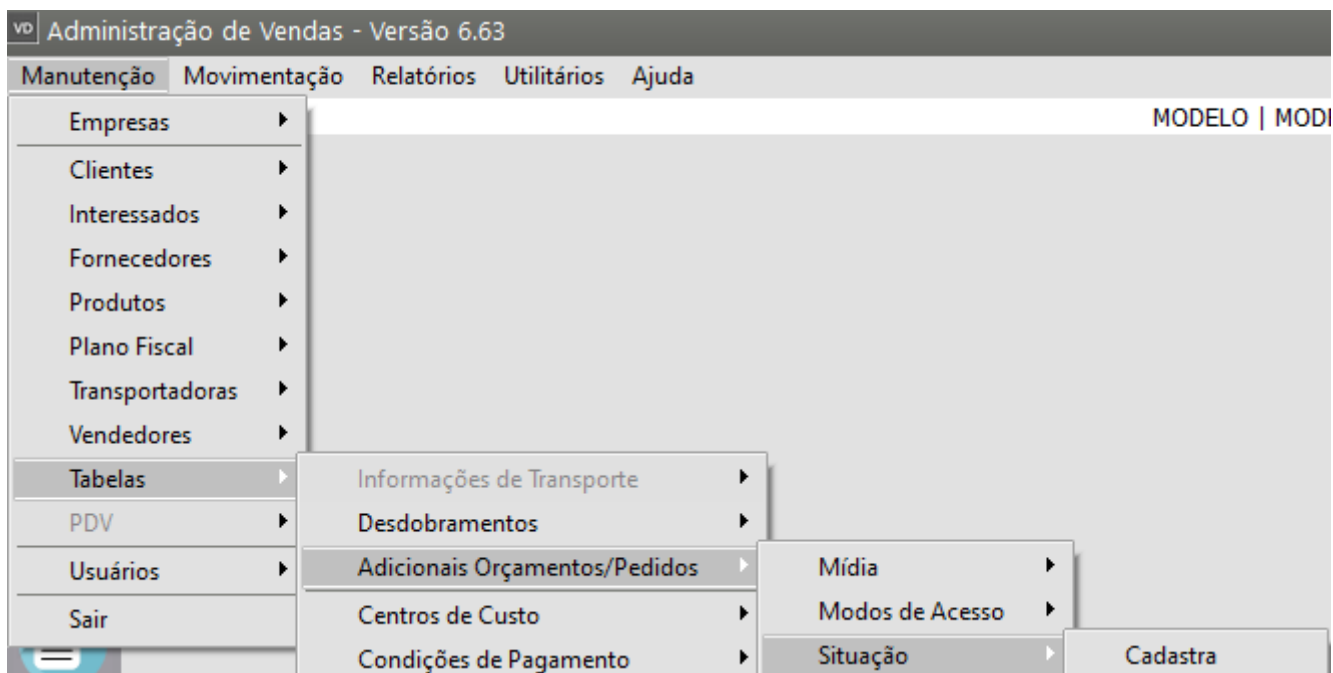 VD Administração de Vendas - Versão 6.63
Manutenção Movimentação Relatórios Utilitários Ajuda
MODELO | MOD
Empresas
Clientes
Interessados
Fornecedores
Produtos
Plano Fiscal
Transportadoras
Vendedores
Tabelas
PDV
Usuários
Sair
Informações de Transporte
Desdobramentos
Adicionais Orçamentos/Pedidos
Centros de Custo
Condições de Pagamento
Mídia
Modos de Acesso
Situação
Cadastra